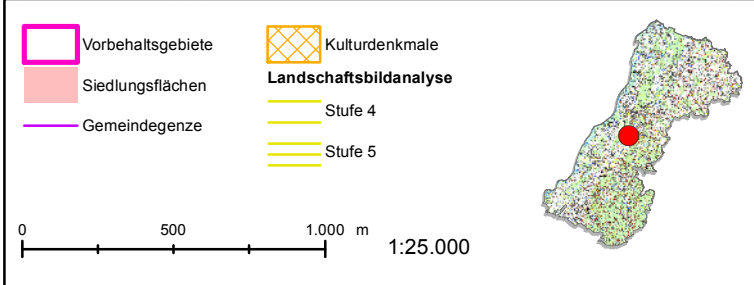 Vorbehaltsgebiete
Siedlungsflächen
Gemeindegenze
Kulturdenkmale
Landschaftsbildanalyse
Stufe 4
Stufe 5
0 500 1.000 m
1:25.000